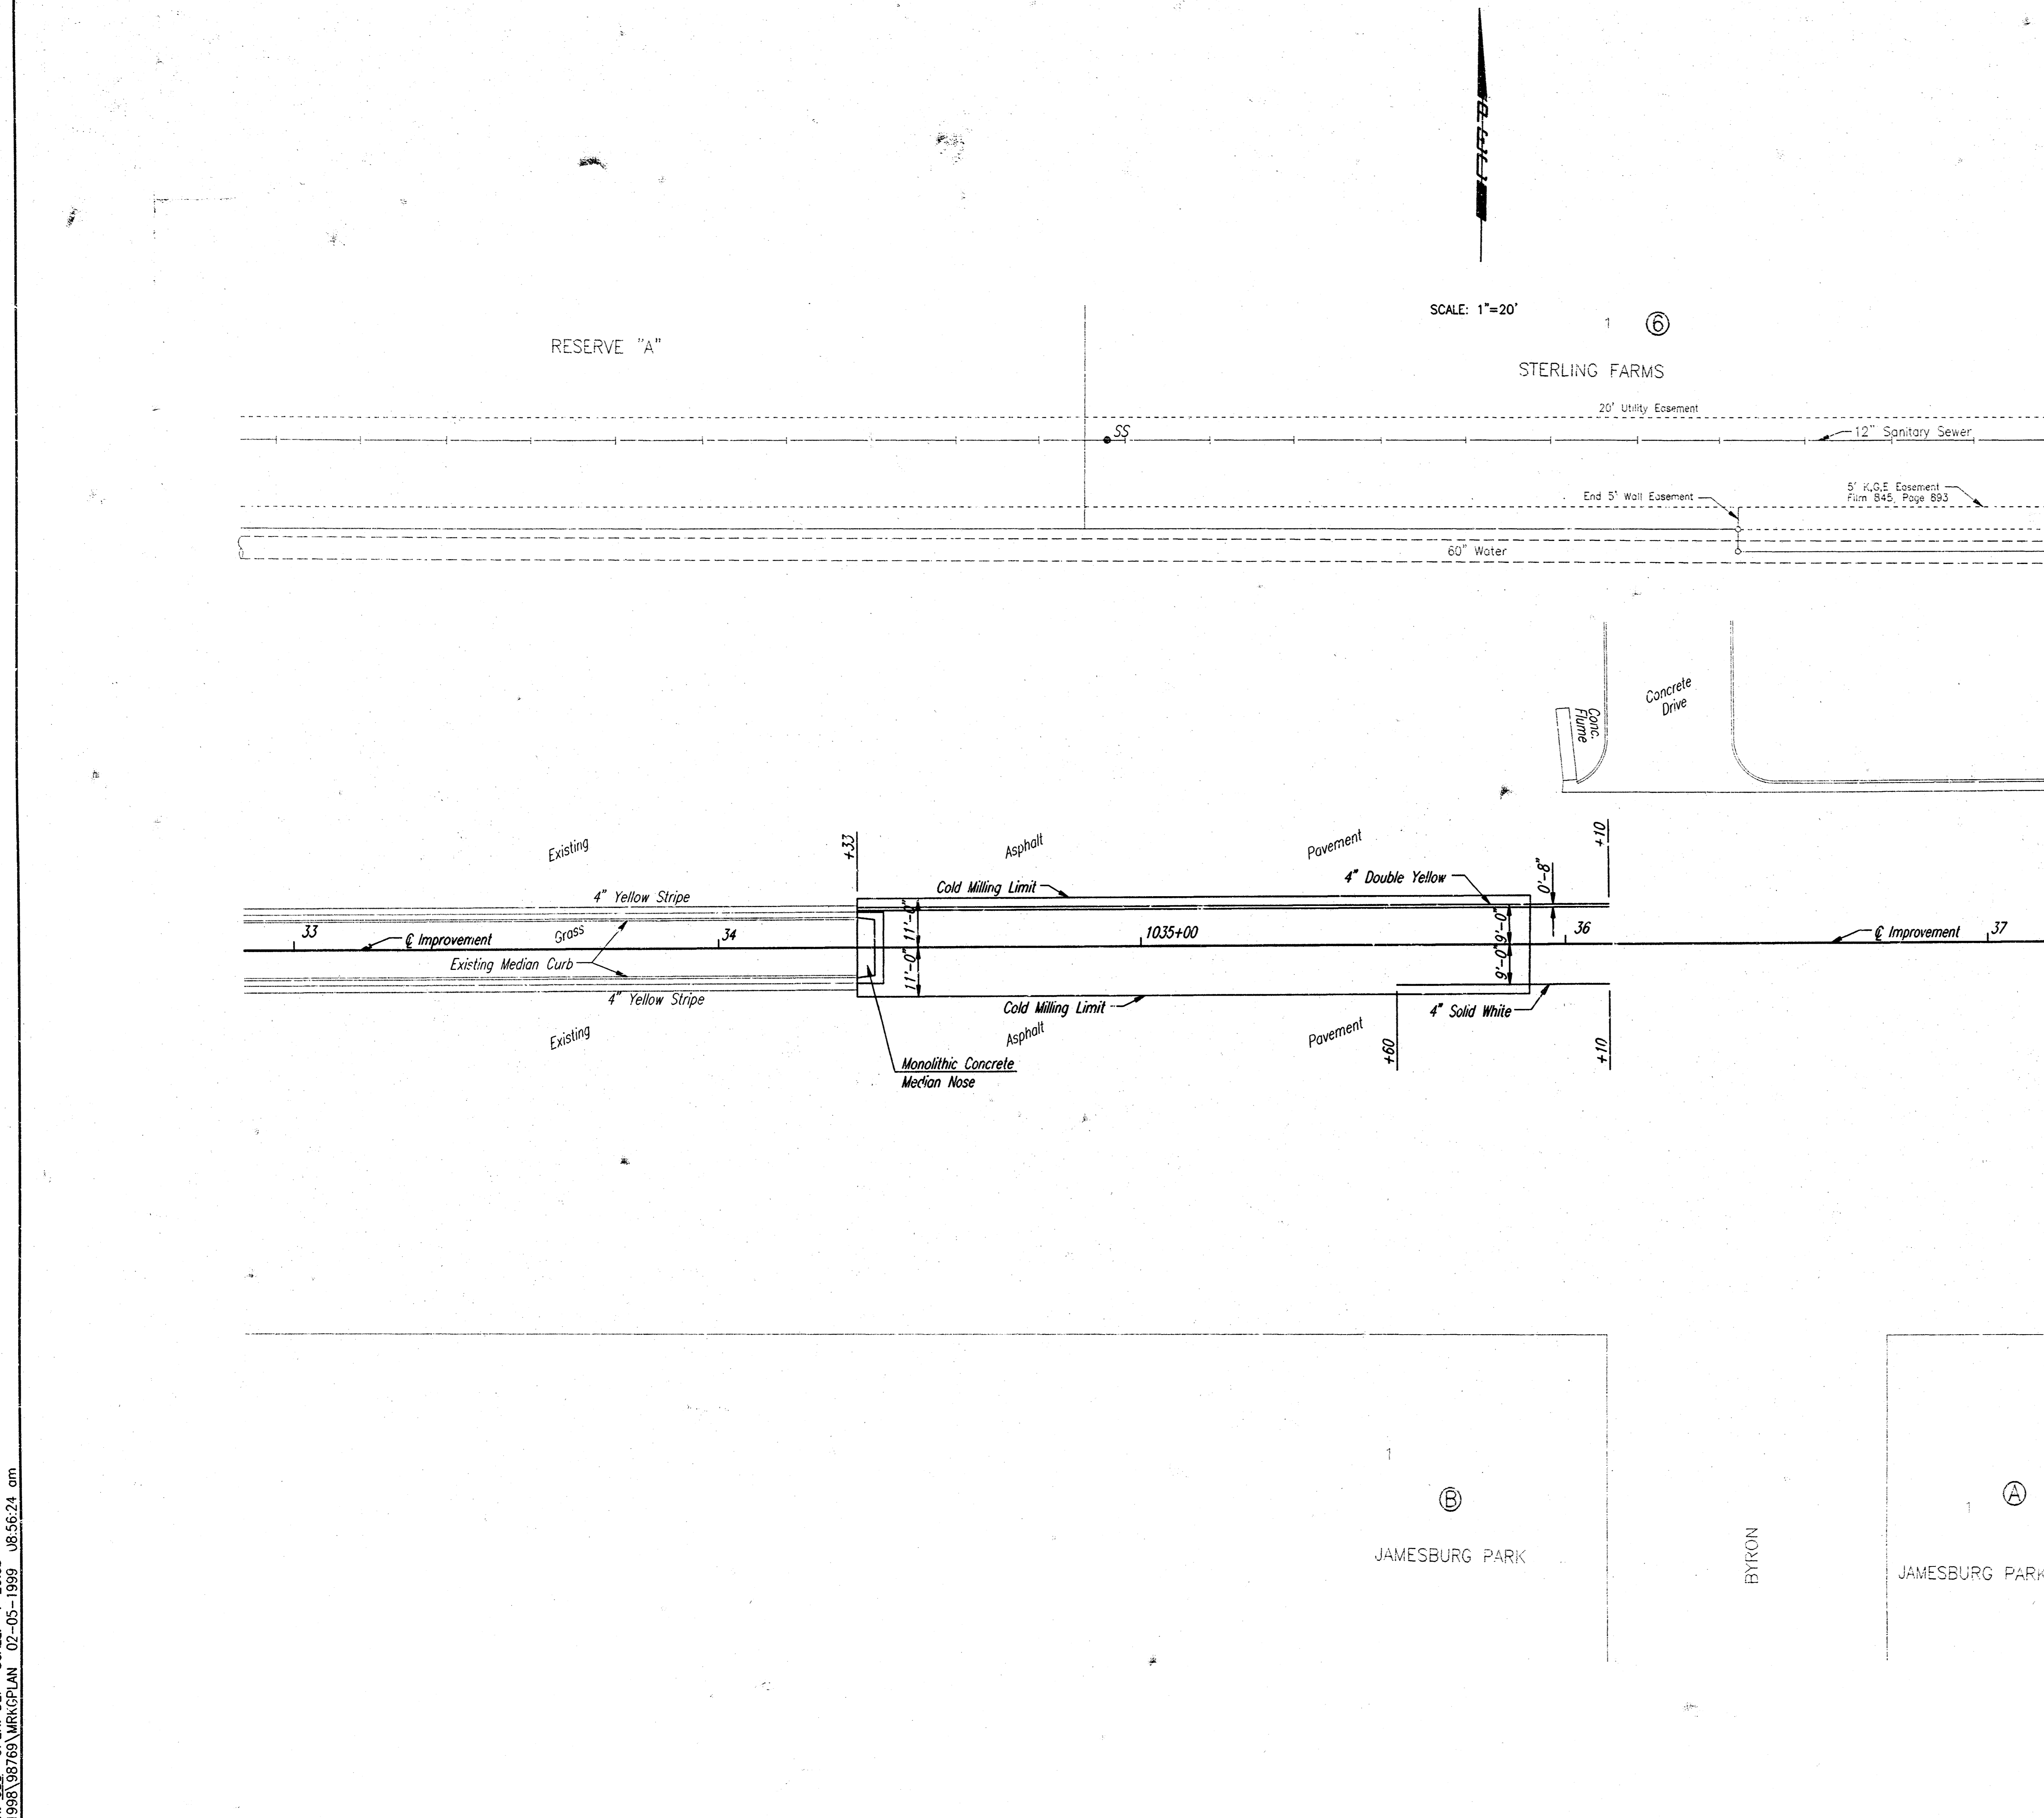 SCALE: 1"=20'
1 6
RESERVE "A"
STERLING FARMS
20' Utility Easement
SS
12" Sanitary Sewer
End 5' Wall Easement
5' K.G.E Easement
Film 845, Page 893
60" Water
Concrete
Drive
Conc.
Flume
Existing
+33
Asphalt
Pavement
+10
4" Yellow Stripe
Cold Milling Limit
4" Double Yellow
0'-8"
33
℄ Improvement
Grass
34
11'-0"
1035+00
9'-0"
36
℄ Improvement
37
Existing Median Curb
11'-0"
9'-0"
4" Yellow Stripe
Cold Milling Limit
4" Solid White
Existing
Asphalt
Pavement
+60
+10
Monolithic Concrete
Median Nose
1
B
JAMESBURG PARK
BYRON
1
A
JAMESBURG PARK
1998\98769\MRKGPLAN 02-05-1999 08:56:24 am